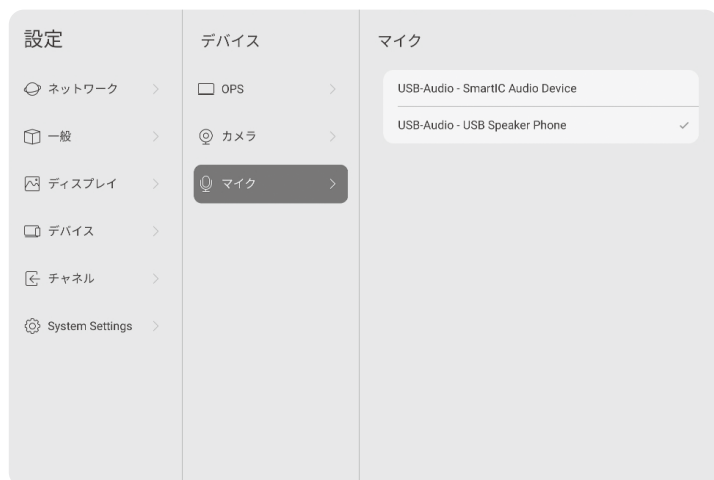 設定
ネットワーク
一般
ディスプレイ
デバイス
チャネル
System Settings
デバイス
OPS
カメラ
マイク
マイク
USB-Audio - SmartIC Audio Device
USB-Audio - USB Speaker Phone